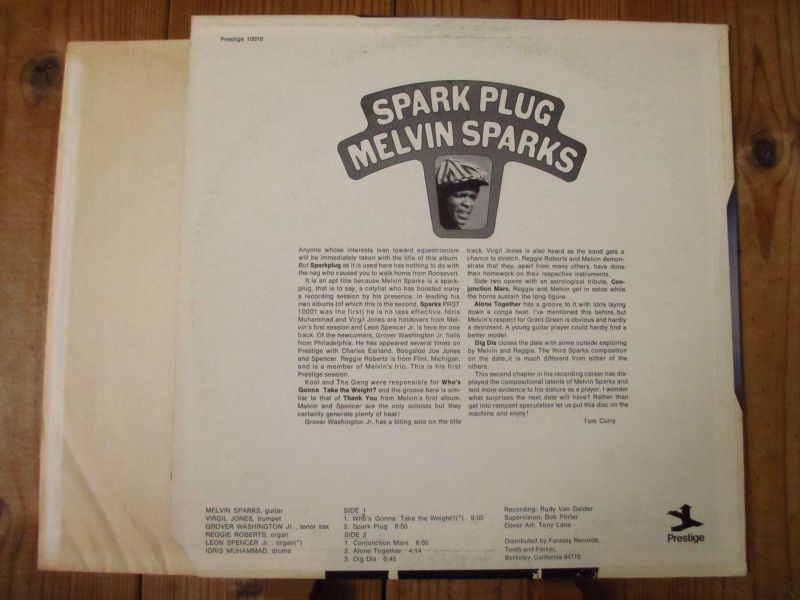 Prestige 10016
SPARK PLUG
MELVIN SPARKS
Anyone whose interests lean toward equestrianism
will be immediately taken with the title of this album.
But Sparkplug as it is used here has nothing to do with
the nag who caused you to walk home from Roosevelt.
It is an apt title because Melvin Sparks is a spark-
plug, that is to say, a catylist who has boosted many
a recording session by his presence. In leading his
own albums (of which this is the second, Sparks PRST
10001 was the first) he is no less effective. Idris
Muhammad and Virgil Jones are holdovers from Mel-
vin's first session and Leon Spencer Jr. is here for one
track. Of the newcomers, Grover Washington Jr. hails
from Philadelphia. He has appeared several times on
Prestige with Charles Earland, Boogaloo Joe Jones
and Spencer. Reggie Roberts is from Flint, Michigan,
and is a member of Melvin's trio. This is his first
Prestige session.
Kool and The Gang were responsible for Who's
Gonna Take the Weight? and the groove here is sim-
ilar to that of Thank You from Melvin's first album.
Melvin and Spencer are the only soloists but they
certainly generate plenty of heat!
Grover Washington Jr. has a biting solo on the title
track. Virgil Jones is also heard as the band gets a
chance to stretch. Reggie Roberts and Melvin demon-
strate that they, apart from many others, have done
their homework on their respective instruments.
Side two opens with an astrological tribute, Con-
junction Mars, Reggie and Melvin get in solos while
the horns sustain the long figure.
Alone Together has a groove to it with Idris laying
down a conga beat. I've mentioned this before, but
Melvin's respect for Grant Green is obvious and hardly
a detriment. A young guitar player could hardly find a
better model.
Dig Dis closes the date with some outside exploring
by Melvin and Reggie. The third Sparks composition
on the date, it is much different from either of the
others.
This second chapter in his recording career has dis-
played the compositional talents of Melvin Sparks and
lent more evidence to his stature as a player. I wonder
what surprises the next date will have? Rather than
get into rampant speculation let us put this disc on the
machine and enjoy!
Tom Curry
MELVIN SPARKS, guitar
VIRGIL JONES, trumpet
GROVER WASHINGTON Jr., tenor sax
REGGIE ROBERTS, organ
LEON SPENCER Jr., organ(*)
IDRIS MUHAMMAD, drums
SIDE 1
1. Who's Gonna Take the Weight?(*) 9:05
2. Spark Plug 8:50
SIDE 2
1. Conjunction Mars 6:05
2. Alone Together 4:14
3. Dig Dis 6:45
Recording: Rudy Van Gelder
Supervision: Bob Porter
Cover Art: Tony Lane
Distributed by Fantasy Records,
Tenth and Parker,
Berkeley, California 94710
Prestige